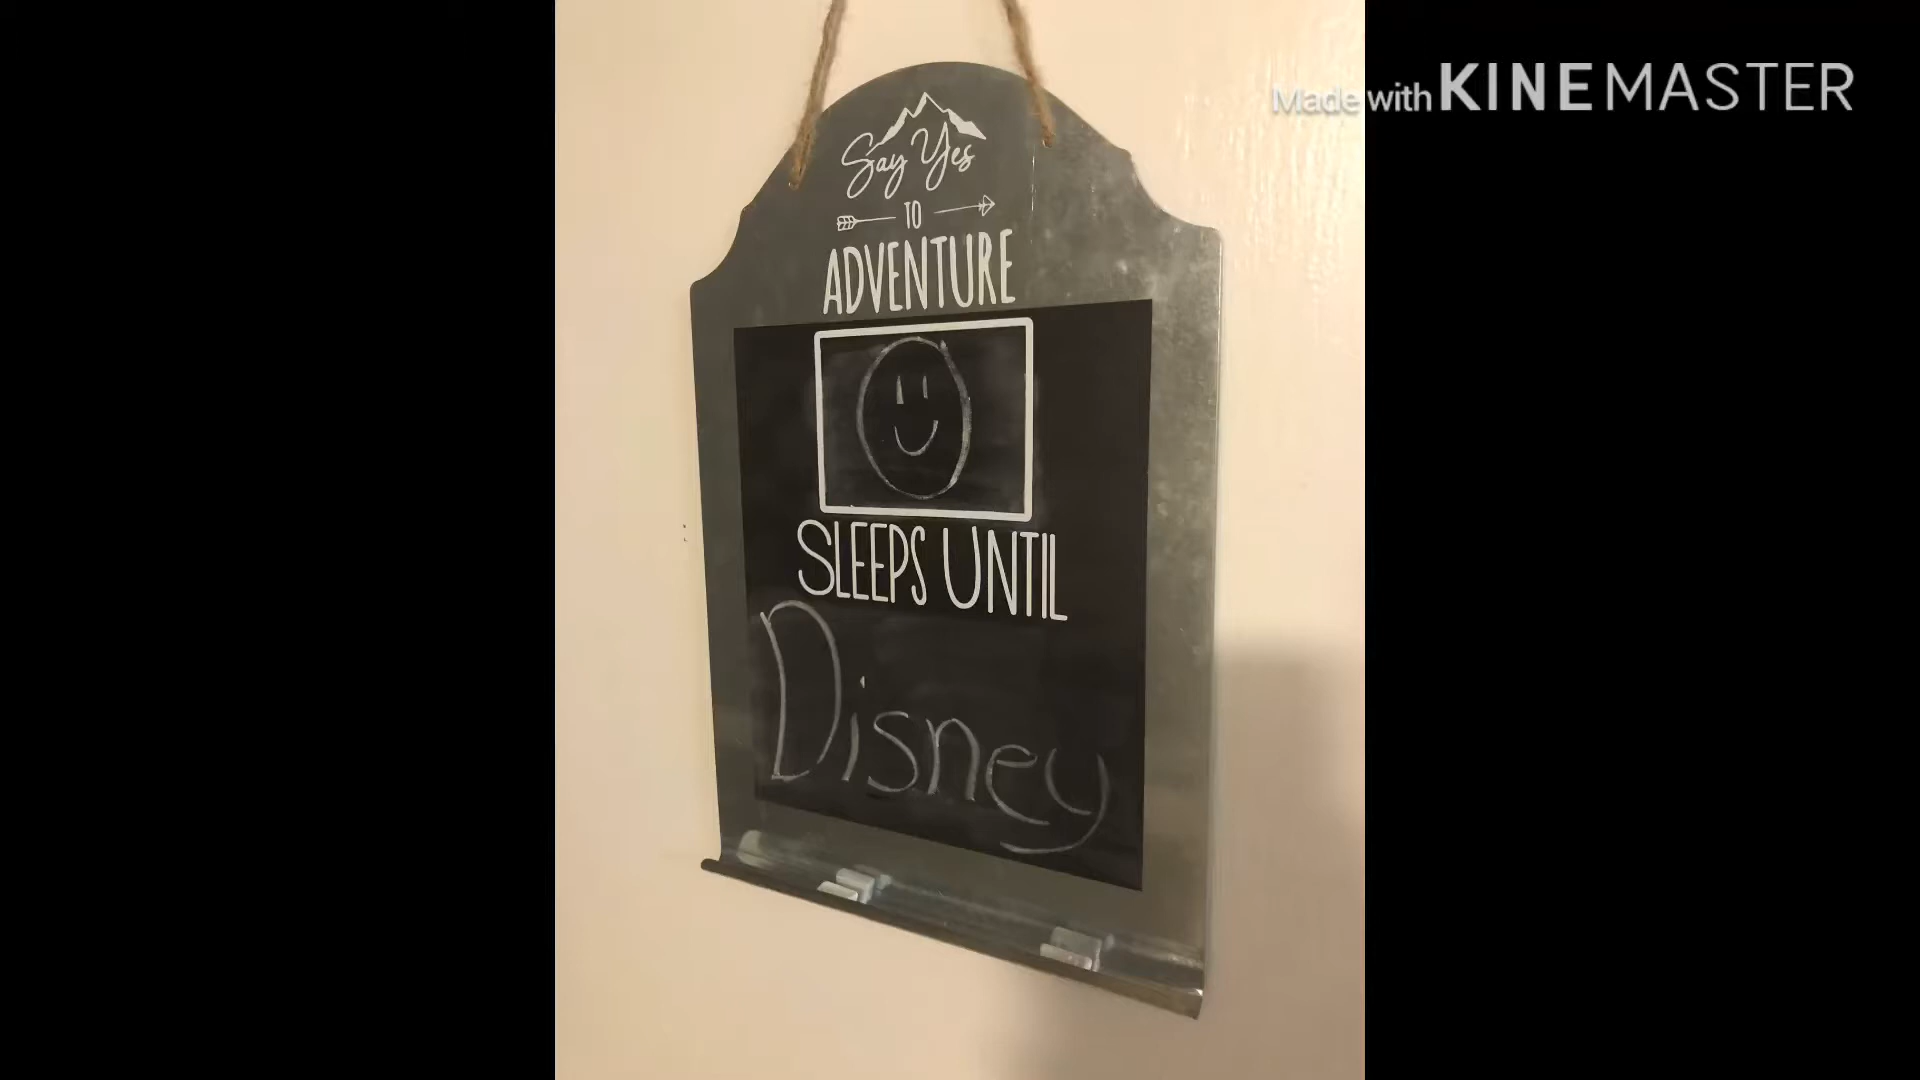 Made with KINEMASTER
Say Yes
TO
ADVENTURE
SLEEPS UNTIL
Disney